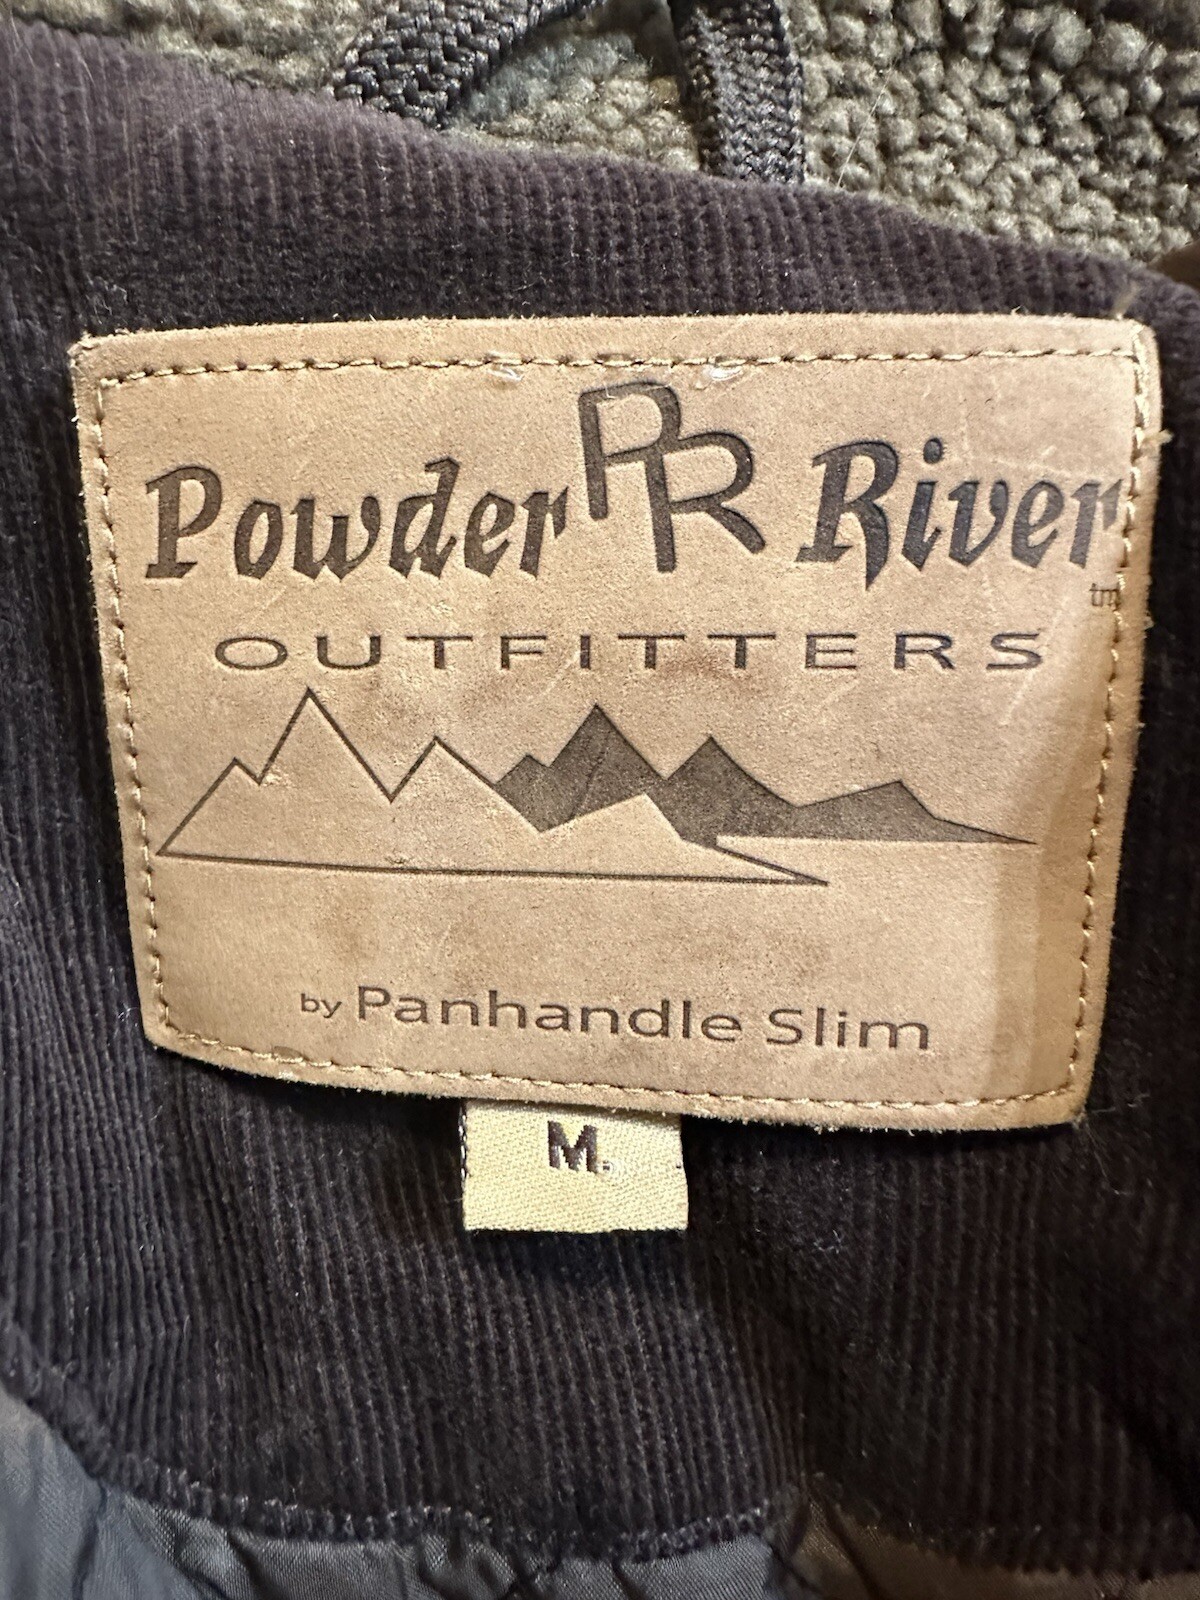 Powder PR River
tm
OUTFITTERS
by Panhandle Slim
M.